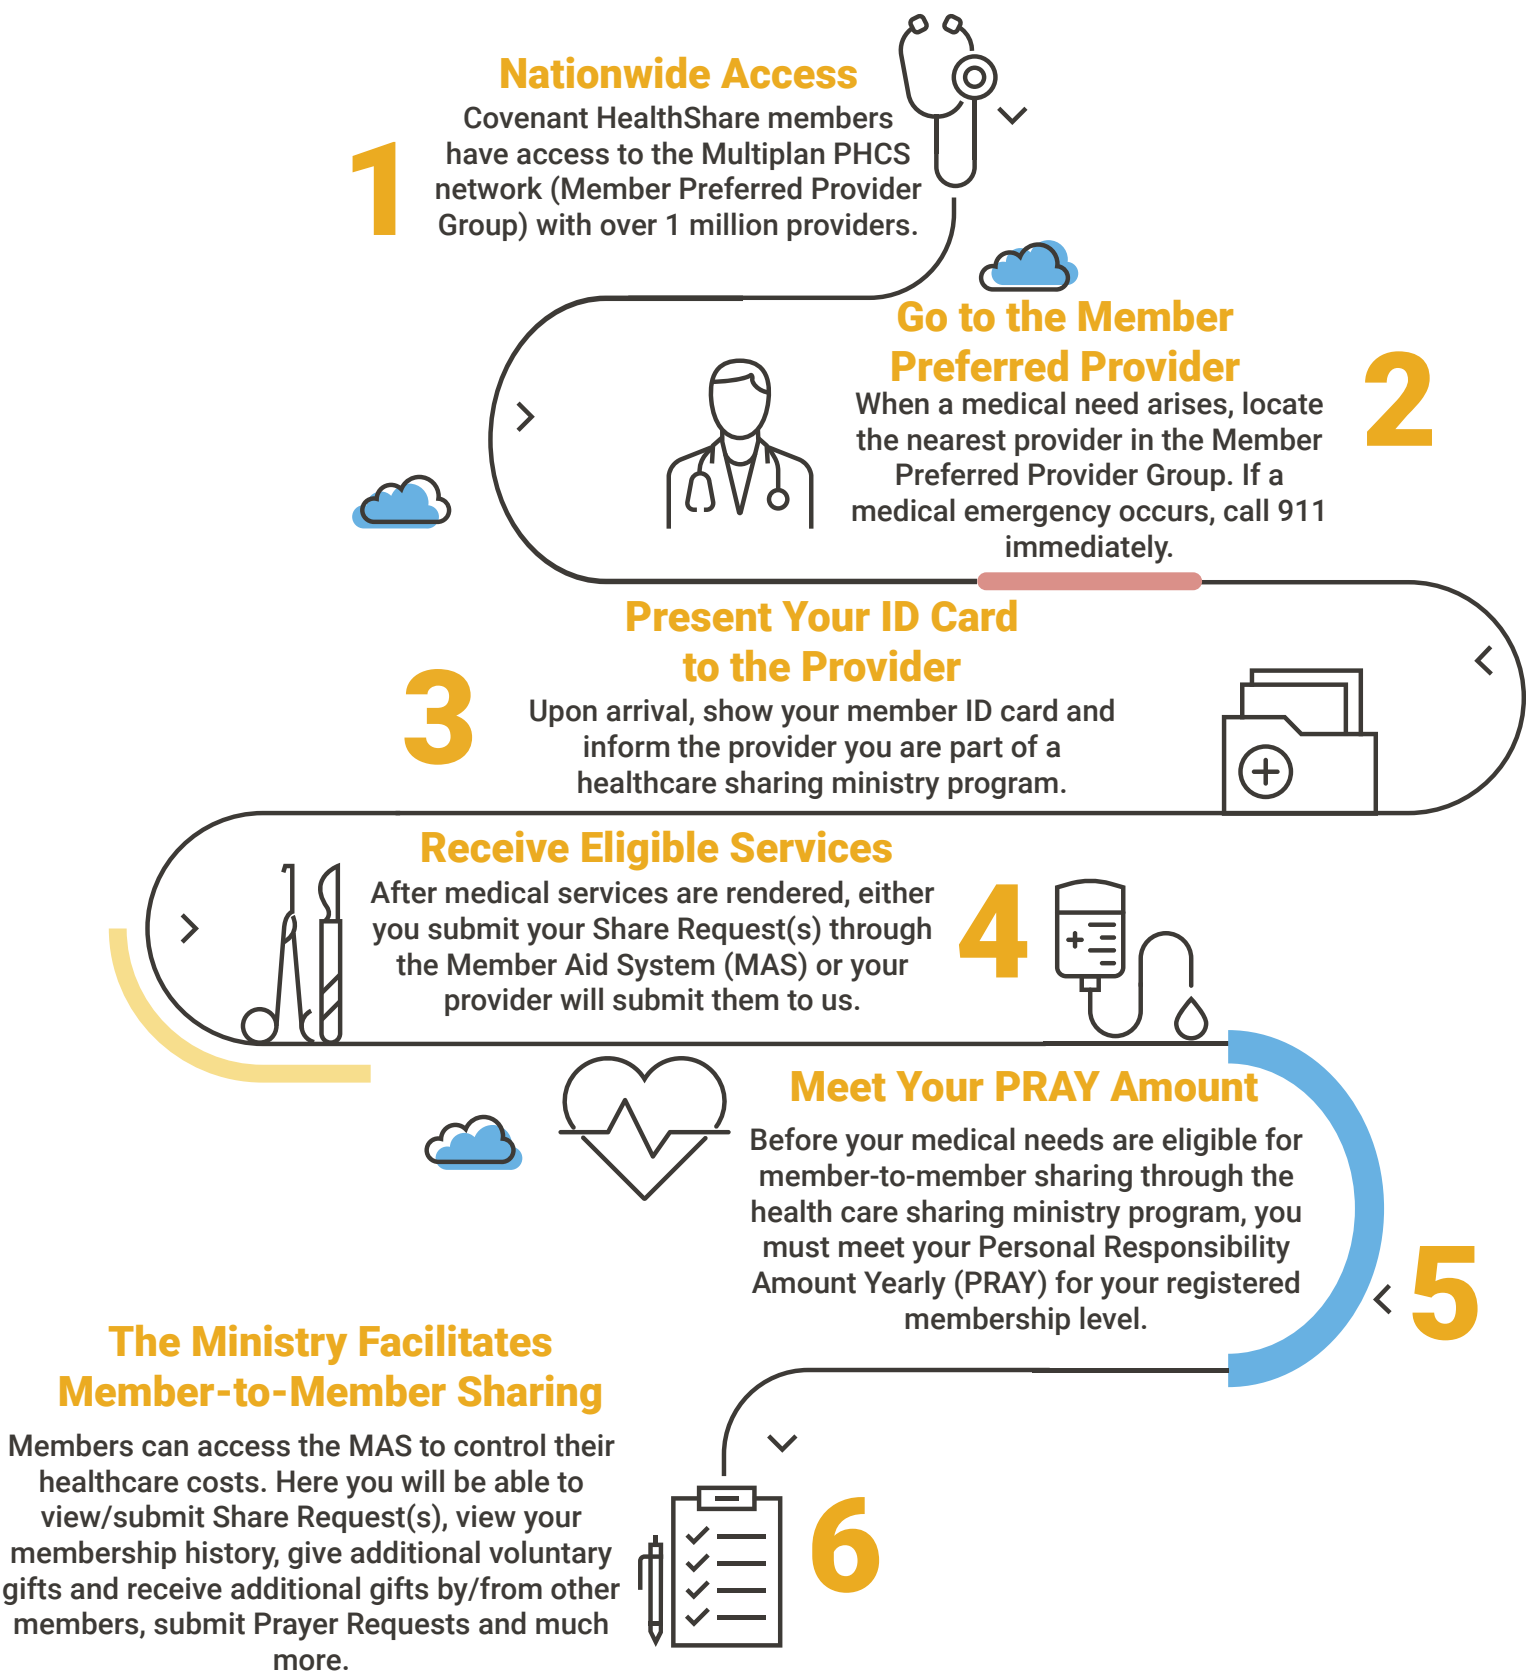 Nationwide Access
Covenant HealthShare members
have access to the Multiplan PHCS
network (Member Preferred Provider
Group) with over 1 million providers.
1
Go to the Member
Preferred Provider
When a medical need arises, locate
the nearest provider in the Member
Preferred Provider Group. If a
medical emergency occurs, call 911
immediately.
2
Present Your ID Card
to the Provider
Upon arrival, show your member ID card and
inform the provider you are part of a
healthcare sharing ministry program.
3
Receive Eligible Services
After medical services are rendered, either
you submit your Share Request(s) through
the Member Aid System (MAS) or your
provider will submit them to us.
4
Meet Your PRAY Amount
Before your medical needs are eligible for
member-to-member sharing through the
health care sharing ministry program, you
must meet your Personal Responsibility
Amount Yearly (PRAY) for your registered
membership level.
5
The Ministry Facilitates
Member-to-Member Sharing
Members can access the MAS to control their
healthcare costs. Here you will be able to
view/submit Share Request(s), view your
membership history, give additional voluntary
gifts and receive additional gifts by/from other
members, submit Prayer Requests and much
more.
6